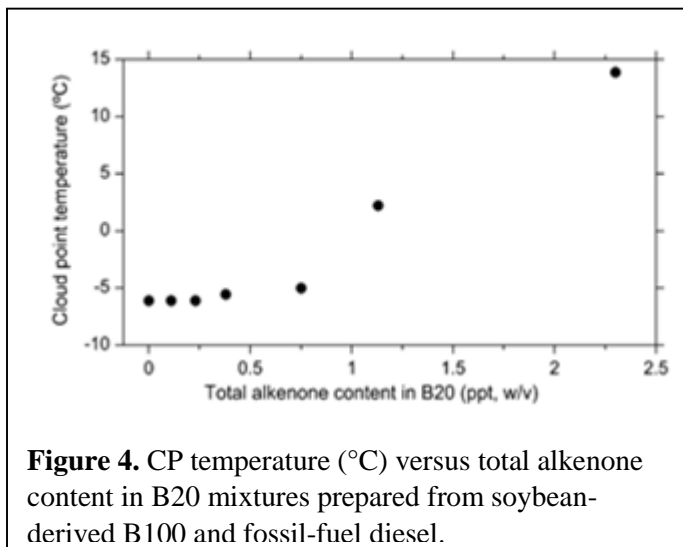 15
10
5
0
-5
-10
Cloud point temperature (ºC)
0 0.5 1 1.5 2 2.5
Total alkenone content in B20 (ppt, w/v)
Figure 4. CP temperature (°C) versus total alkenone
content in B20 mixtures prepared from soybean-
derived B100 and fossil-fuel diesel.